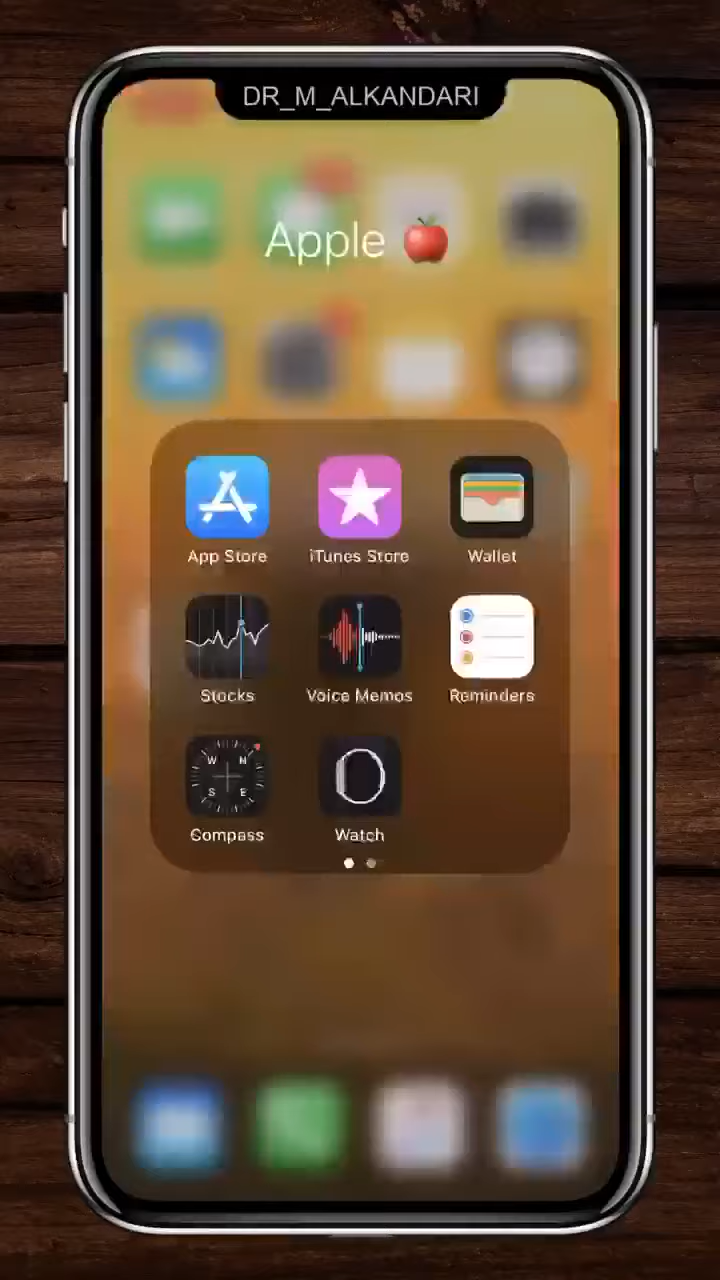 DR_M_ALKANDARI
Apple 🍎
App Store
iTunes Store
Wallet
Stocks
Voice Memos
Reminders
W N
S E
Compass
Watch